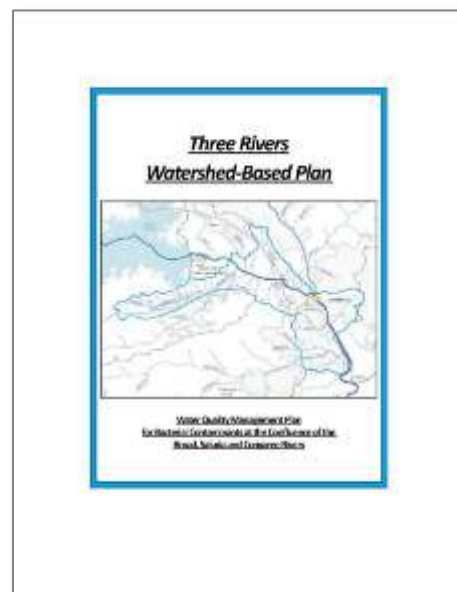 Three Rivers
Watershed-Based Plan
Water Quality Management Plan
for Bacterial Contaminants at the Confluence of the
Broad, Saluda and Congaree Rivers